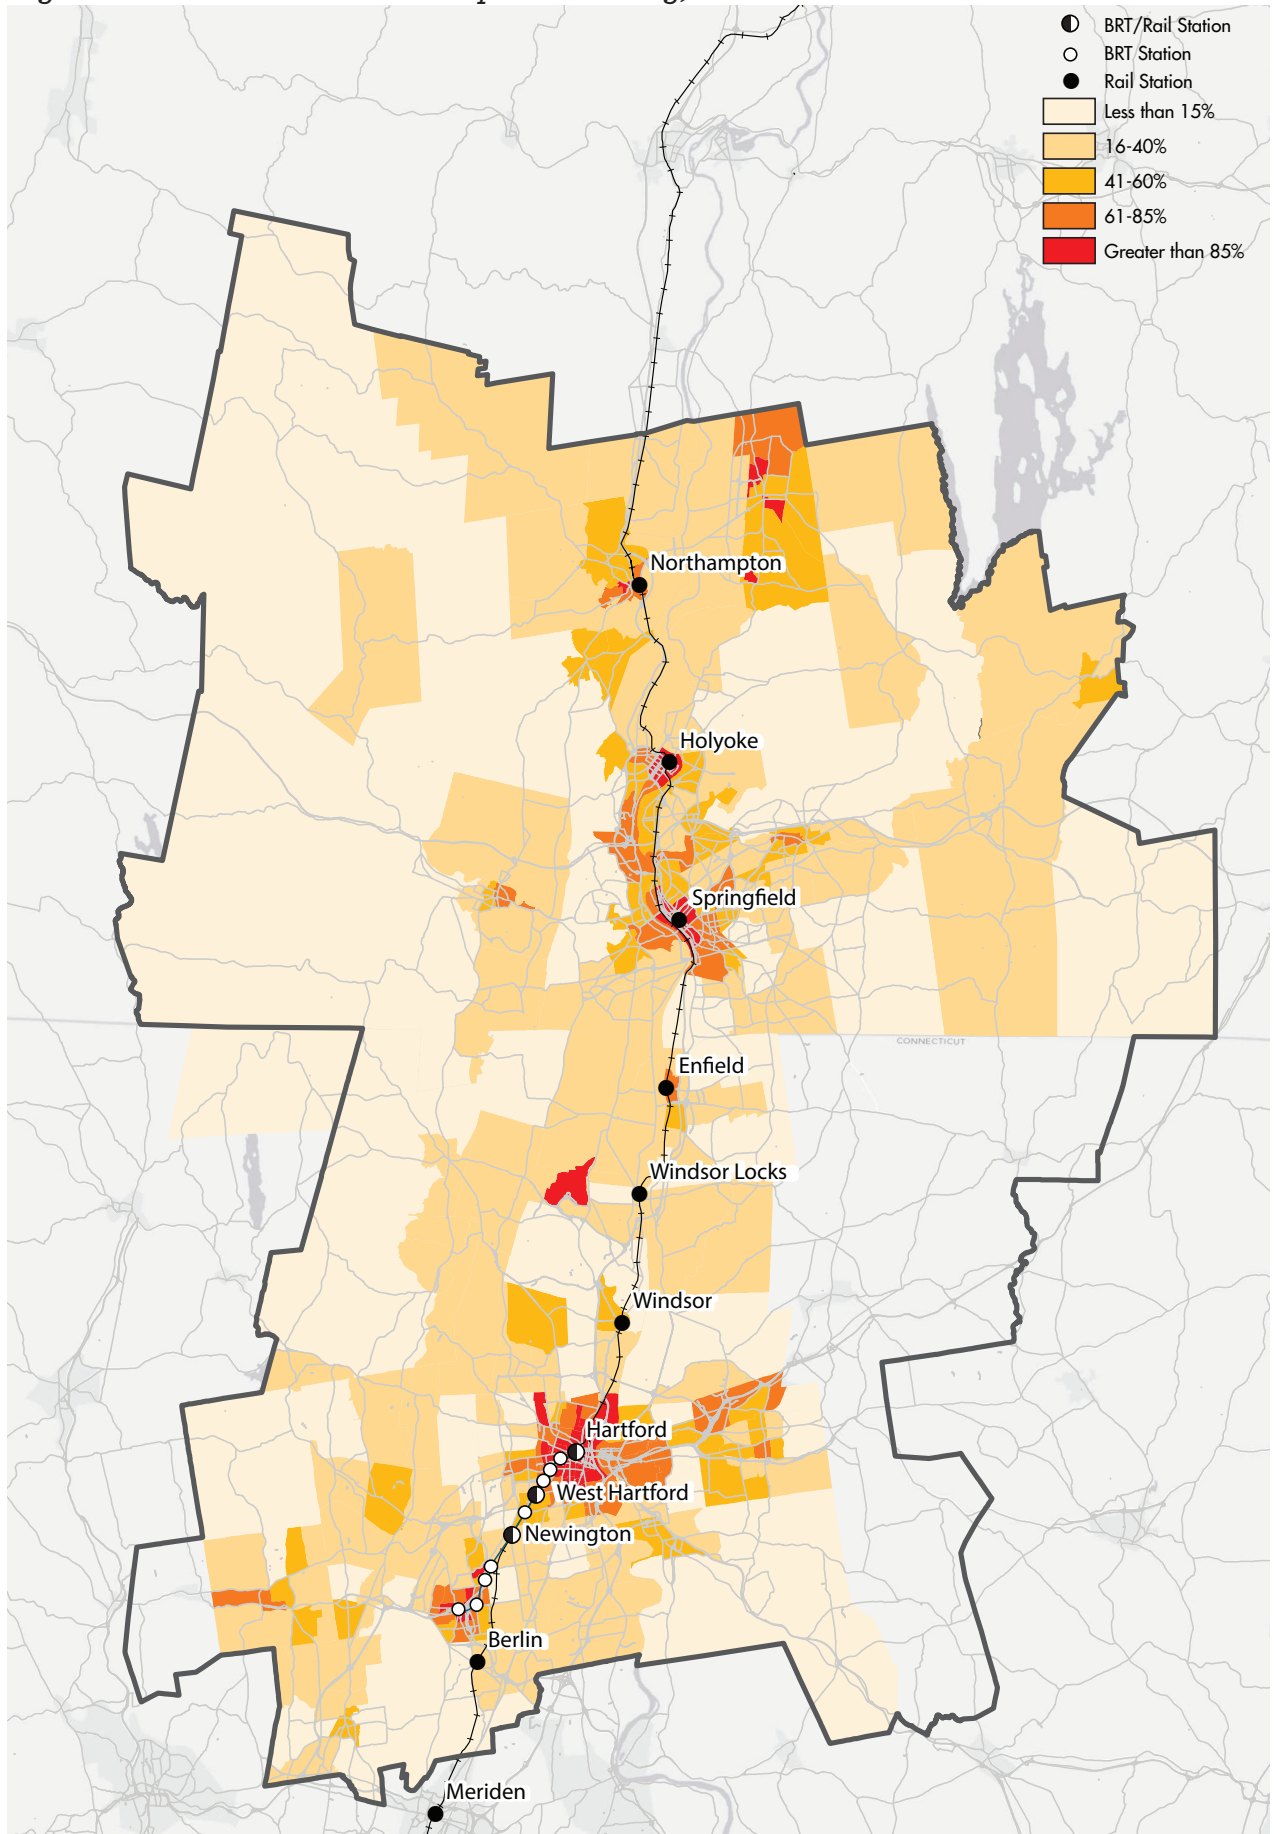 BRT/Rail Station
BRT Station
Rail Station
Less than 15%
16-40%
41-60%
61-85%
Greater than 85%
Northampton
Holyoke
Springfield
CONNECTICUT
Enfield
Windsor Locks
Windsor
Hartford
West Hartford
Newington
Berlin
Meriden